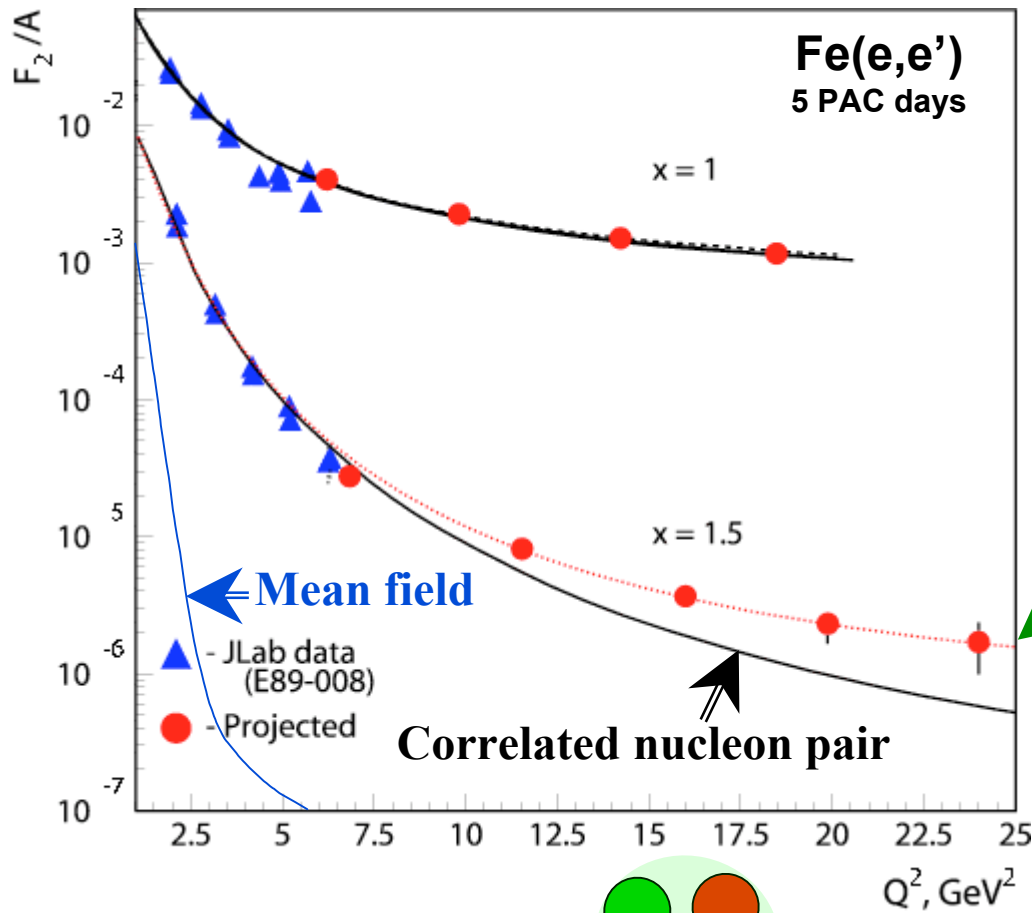 F2/A
Fe(e,e’)
5 PAC days
10-2
x = 1
10-3
10-4
10 5
x = 1.5
Mean field
10-6
- JLab data
(E89-008)
- Projected
Correlated nucleon pair
10-7
2.5 5 7.5 10 12.5 15 17.5 20 22.5 25
Q2, GeV2